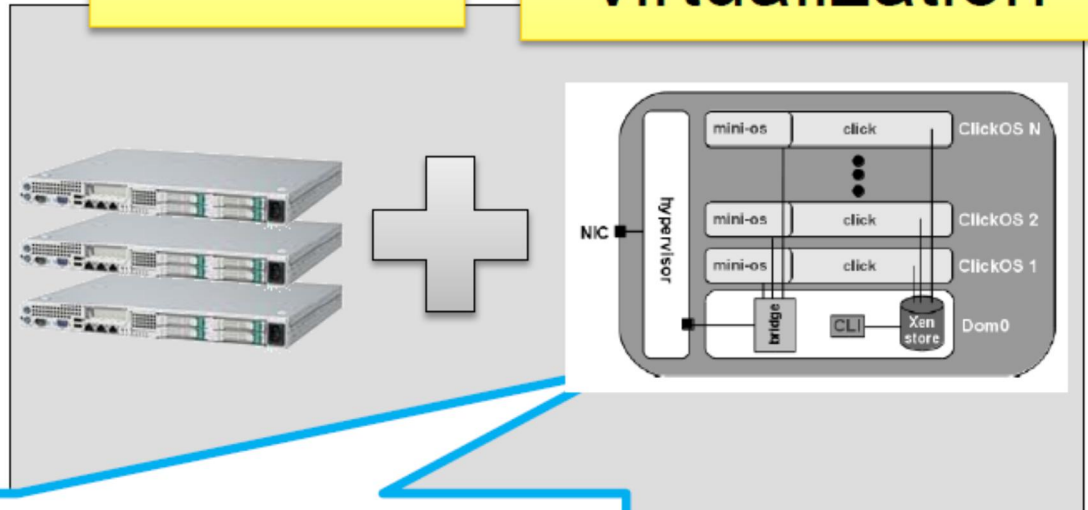 virtualization
mini-os click ClickOS N
NIC
hypervisor
mini-os click ClickOS 2
mini-os click ClickOS 1
bridge
CLI
Xen
store
Dom0